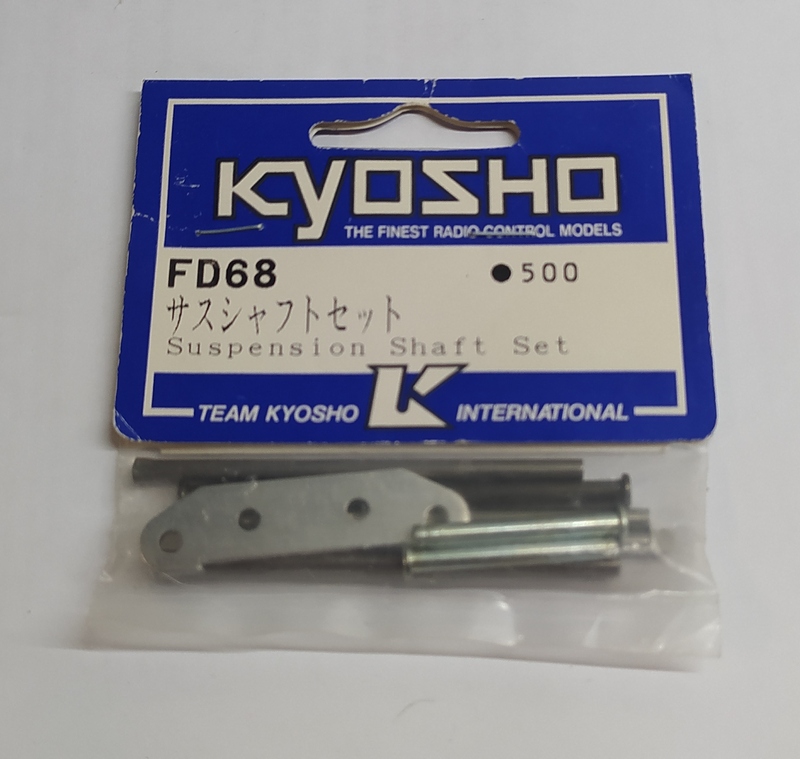 KYOSHO
THE FINEST RADIO CONTROL MODELS
FD68 ●500
サスシャフトセット
Suspension Shaft Set
TEAM KYOSHO K INTERNATIONAL